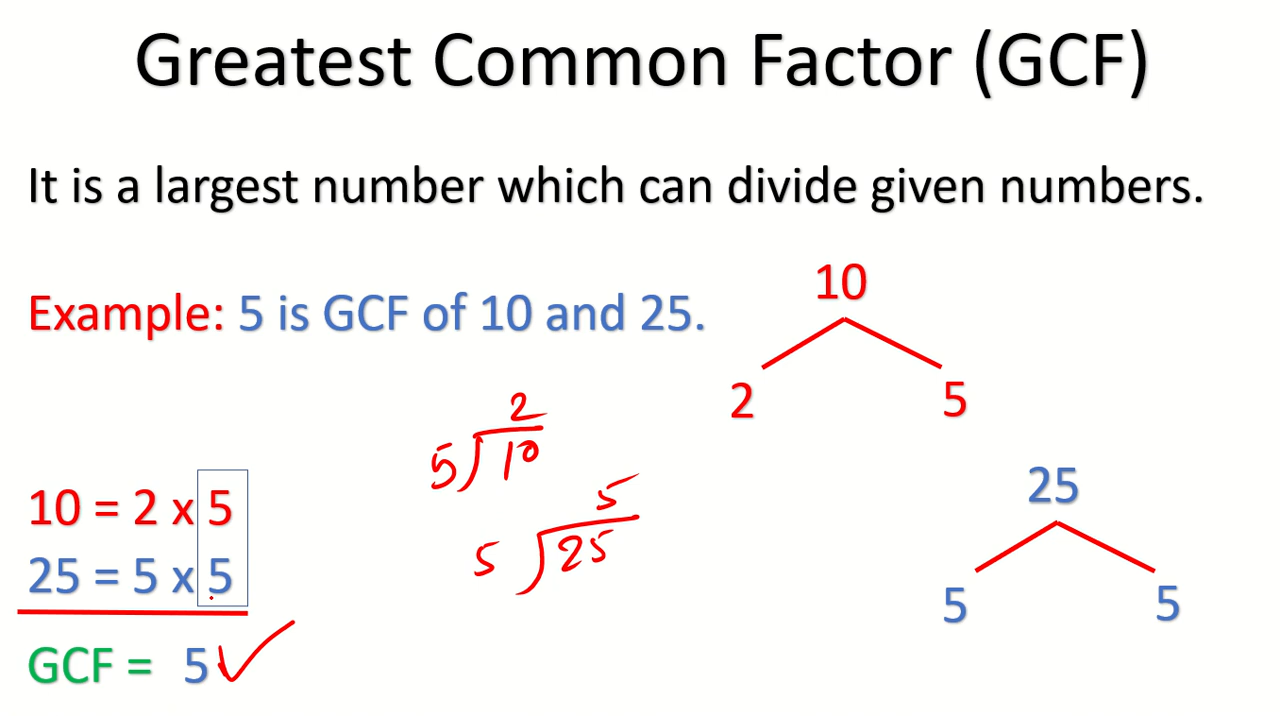 Greatest Common Factor (GCF)
It is a largest number which can divide given numbers.
Example: 5 is GCF of 10 and 25.
10
2 5
2
5 10
5
5 25
25
5 5
10 = 2 x 5
25 = 5 x 5
GCF = 5